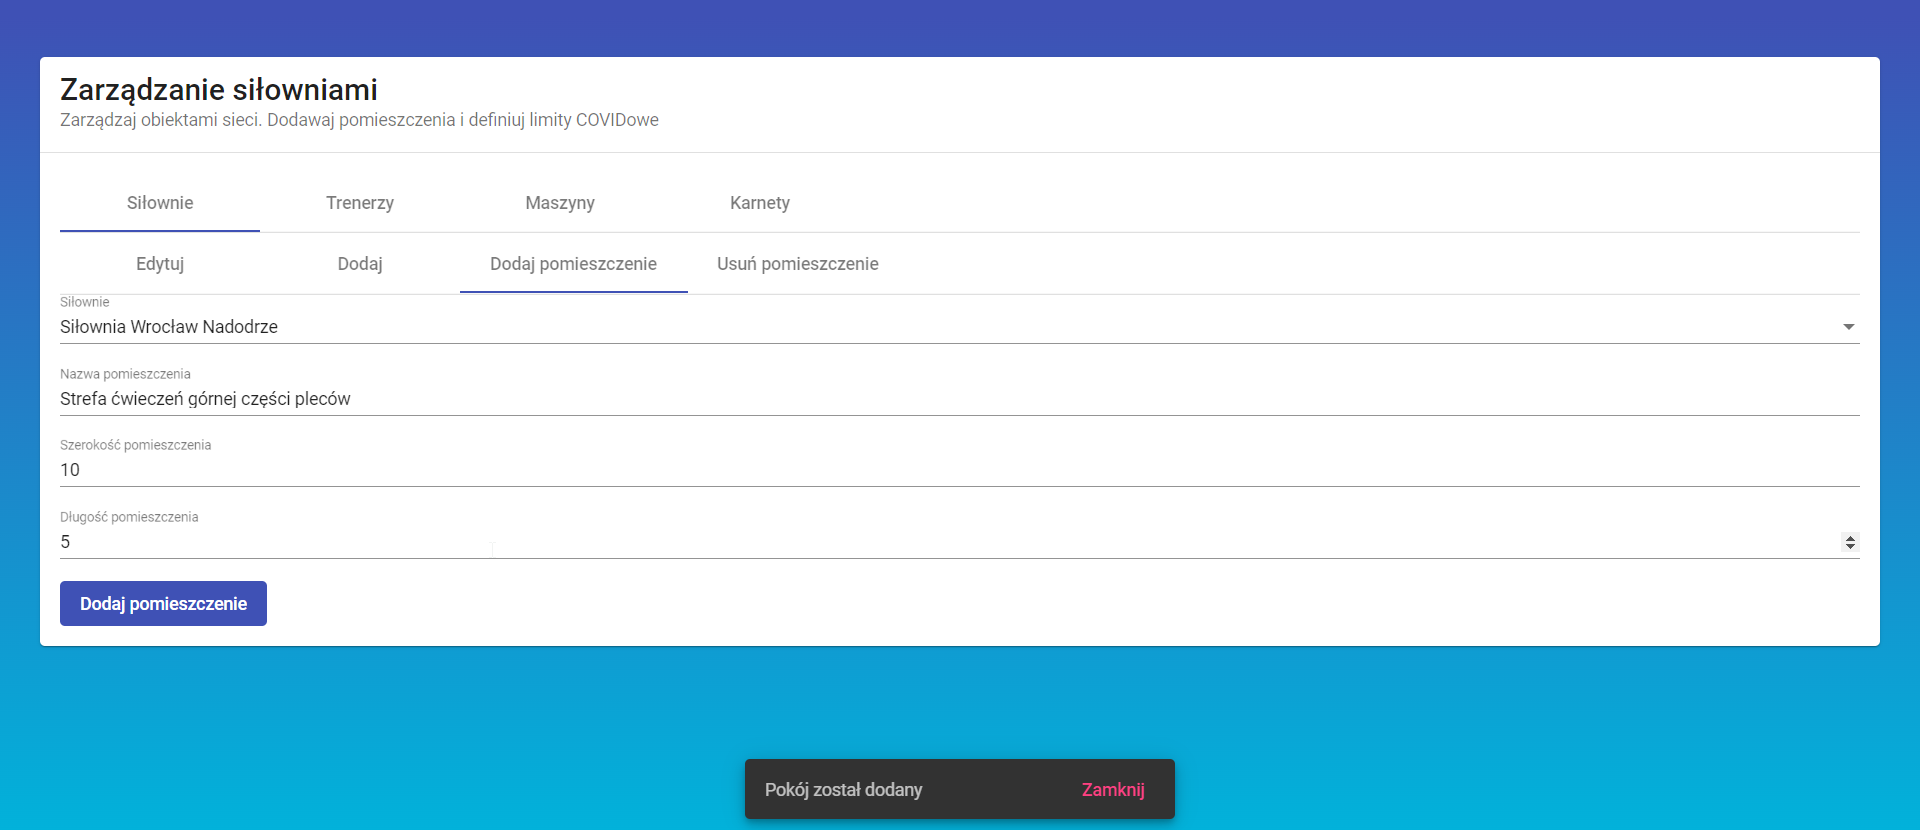 Zarządzanie siłowniami
Zarządzaj obiektami sieci. Dodawaj pomieszczenia i definiuj limity COVIDowe
Siłownie Trenerzy Maszyny Karnety
Edytuj Dodaj Dodaj pomieszczenie Usuń pomieszczenie
Siłownie
Siłownia Wrocław Nadodrze
Nazwa pomieszczenia
Strefa ćwieczeń górnej części pleców
Szerokość pomieszczenia
10
Długość pomieszczenia
5
Dodaj pomieszczenie
Pokój został dodany Zamknij